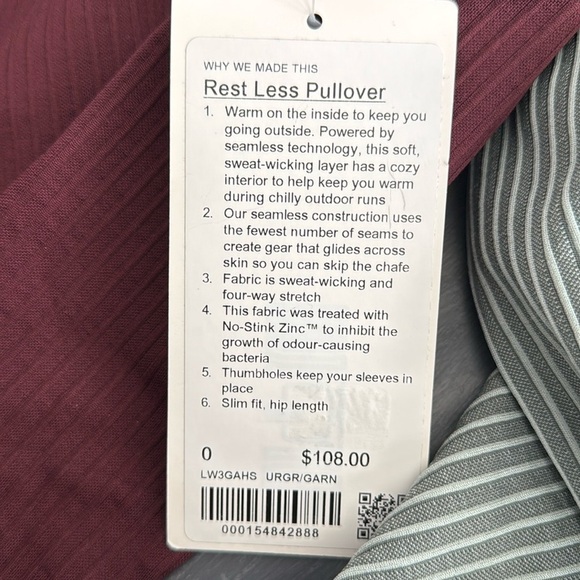 WHY WE MADE THIS
Rest Less Pullover
1. Warm on the inside to keep you
going outside. Powered by
seamless technology, this soft,
sweat-wicking layer has a cozy
interior to help keep you warm
during chilly outdoor runs
2. Our seamless construction uses
the fewest number of seams to
create gear that glides across
skin so you can skip the chafe
3. Fabric is sweat-wicking and
four-way stretch
4. This fabric was treated with
No-Stink Zinc™ to inhibit the
growth of odour-causing
bacteria
5. Thumbholes keep your sleeves in
place
6. Slim fit, hip length
0 $108.00
LW3GAHS URGR/GARN
000154842888